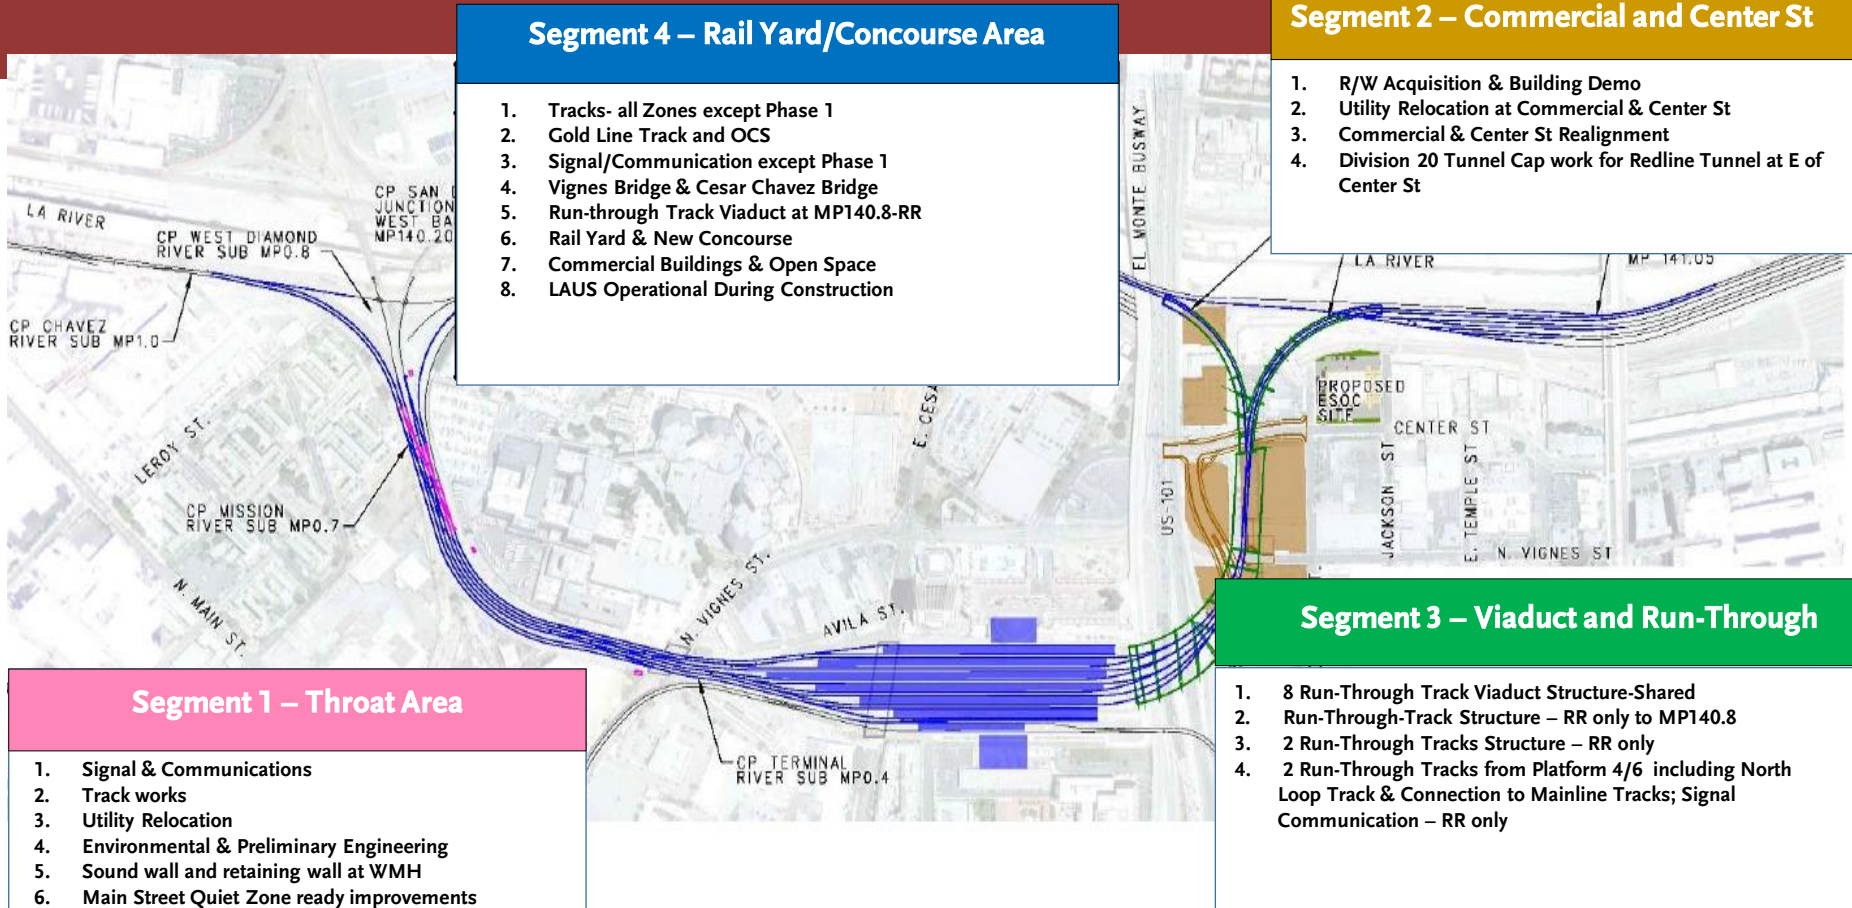 Segment 4 – Rail Yard/Concourse Area
1. Tracks- all Zones except Phase 1
2. Gold Line Track and OCS
3. Signal/Communication except Phase 1
4. Vignes Bridge & Cesar Chavez Bridge
5. Run-through Track Viaduct at MP140.8-RR
6. Rail Yard & New Concourse
7. Commercial Buildings & Open Space
8. LAUS Operational During Construction
Segment 2 – Commercial and Center St
1. R/W Acquisition & Building Demo
2. Utility Relocation at Commercial & Center St
3. Commercial & Center St Realignment
4. Division 20 Tunnel Cap work for Redline Tunnel at E of
Center St
LA RIVER
CP WEST DIAMOND
RIVER SUB MP0.8
CP SAN
JUNCTION
WEST BA
MP140.20
CP CHAVEZ
RIVER SUB MP1.0
EL MONTE BUSWAY
LA RIVER
MP 141.05
PROPOSED
ESOC
SITE
CENTER ST
LEROY ST.
E. CESA
CP MISSION
RIVER SUB MP0.7
US-101
JACKSON ST
E. TEMPLE ST
N. VIGNES ST
N. MAIN ST.
N. VIGNES ST.
AVILA ST.
CP TERMINAL
RIVER SUB MP0.4
Segment 1 – Throat Area
1. Signal & Communications
2. Track works
3. Utility Relocation
4. Environmental & Preliminary Engineering
5. Sound wall and retaining wall at WMH
6. Main Street Quiet Zone ready improvements
Segment 3 – Viaduct and Run-Through
1. 8 Run-Through Track Viaduct Structure-Shared
2. Run-Through-Track Structure – RR only to MP140.8
3. 2 Run-Through Tracks Structure – RR only
4. 2 Run-Through Tracks from Platform 4/6 including North
Loop Track & Connection to Mainline Tracks; Signal
Communication – RR only